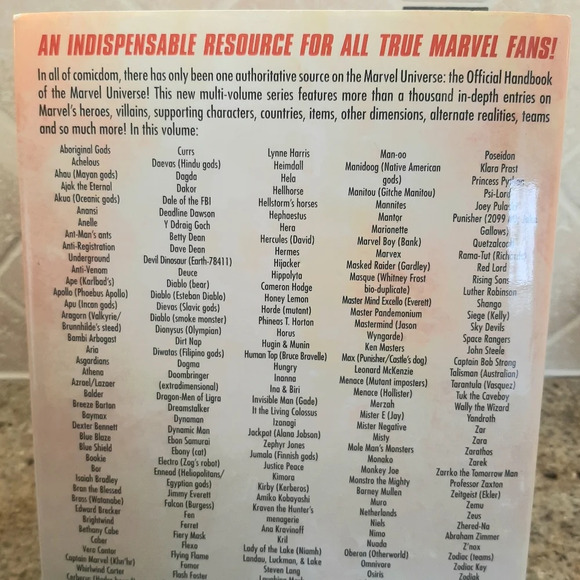 AN INDISPENSABLE RESOURCE FOR ALL TRUE MARVEL FANS!
In all of comicdom, there has only been one authoritative source on the Marvel Universe: the Official Handbook
of the Marvel Universe! This new multi-volume series features more than a thousand in-depth entries on
Marvel's heroes, villains, supporting characters, countries, items, other dimensions, alternate realities, teams
and so much more! In this volume:
Aboriginal Gods
Achelous
Ahau (Mayan gods)
Ajak the Eternal
Akua (Oceanic gods)
Anansi
Anelle
Ant-Man's ants
Anti-Registration
Underground
Anti-Venom
Ape (Karlbad's)
Apollo (Phoebus Apollo)
Apu (Incan gods)
Aragorn (Valkyrie/
Brunnhilde's steed)
Bambi Arbogast
Aria
Asgardians
Athena
Azrael/Lazaer
Balder
Breeze Barton
Baymax
Dexter Bennett
Blue Blaze
Blue Shield
Bookie
Bor
Isaiah Bradley
Bran the Blessed
Brass (Watanabe)
Edward Brecker
Brightwind
Bethany Cabe
Caber
Vera Cantor
Captain Marvel (Khn'hr)
Whirlwind Carter
Currs
Daevas (Hindu gods)
Dagda
Dakor
Dale of the FBI
Deadline Dawson
Y Ddraig Goch
Betty Dean
Dave Dean
Devil Dinosaur (Earth-78411)
Deuce
Diablo (bear)
Diablo (Esteban Diablo)
Dievas (Slavic gods)
Diablo (smoke monster)
Dionysus (Olympian)
Dirt Nap
Diwatas (Filipina gods)
Dogma
Doombringer
(extradimensional)
Dragon-Men of Ligra
Dreamstalker
Dynaman
Dynamic Man
Ebon Samurai
Ebony (cat)
Electro (Zog's robot)
Ennead (Heliopolitans/
Egyptian gods)
Jimmy Everett
Falcon (Burgess)
Fen
Ferret
Fiery Mask
Flexo
Flying Flame
Fomor
Flash Foster
Lynne Harris
Heimdall
Hela
Hellhorse
Hellstorm's horses
Hephaestus
Hera
Hercules (David)
Hermes
Hijacker
Hippolyta
Cameron Hodge
Honey Lemon
Horde (mutant)
Phineas T. Horton
Horus
Hugin & Munin
Human Top (Bruce Bravelle)
Hungry
Inanna
Ina & Biri
Invisible Man (Gade)
It the Living Colossus
Izanagi
Jackpot (Alana Jobson)
Zephyr Jones
Jumala (Finnish gods)
Justice Peace
Kimora
Kirby (Kerberos)
Amiko Kobayashi
Kraven the Hunter's
menagerie
Ana Kravinoff
Kril
Lady of the Lake (Niamh)
Landau, Luckman, & Lake
Steven Lang
Man-oo
Manidoog (Native American
gods)
Manitou (Gitche Manitou)
Mannites
Mantor
Marionette
Marvel Boy (Bank)
Marvex
Masked Raider (Gardley)
Masque (Whitney Frost
bio-duplicate)
Master Mind Excello (Everett)
Master Pandemonium
Mastermind (Jason
Wyngarde)
Ken Masters
Max (Punisher/Castle's dog)
Leonard McKenzie
Menace (Mutant imposters)
Menace (Hollister)
Merzah
Mister E (Jay)
Mister Negative
Misty
Mole Man's Monsters
Monako
Monkey Joe
Monstro the Mighty
Barney Mullen
Muro
Netherlands
Niels
Nimo
Nuada
Oberon (Otherworld)
Omnivore
Osiris
Poseidon
Klara Prast
Princess
Psi-Lord
Joey
Punisher (2099
Gallows)
Quetzalcoatl
Rama-Tut
Red Lord
Rising Sons
Luther Robinson
Shango
Siege (Kelly)
Sky Devils
Space Rangers
John Steele
Captain Bob Strong
Talisman (Australian)
Tarantula (Vasquez)
Tuk the Caveboy
Wally the Wizard
Yandroth
Zar
Zara
Zarathos
Zarek
Zarrko the Tomorrow Man
Professor Zaxton
Zeitgeist (Ekler)
Zemu
Zeus
Zhered-Na
Abraham Zimmer
Z'nox
Zodiac (teams)
Zodiac Key